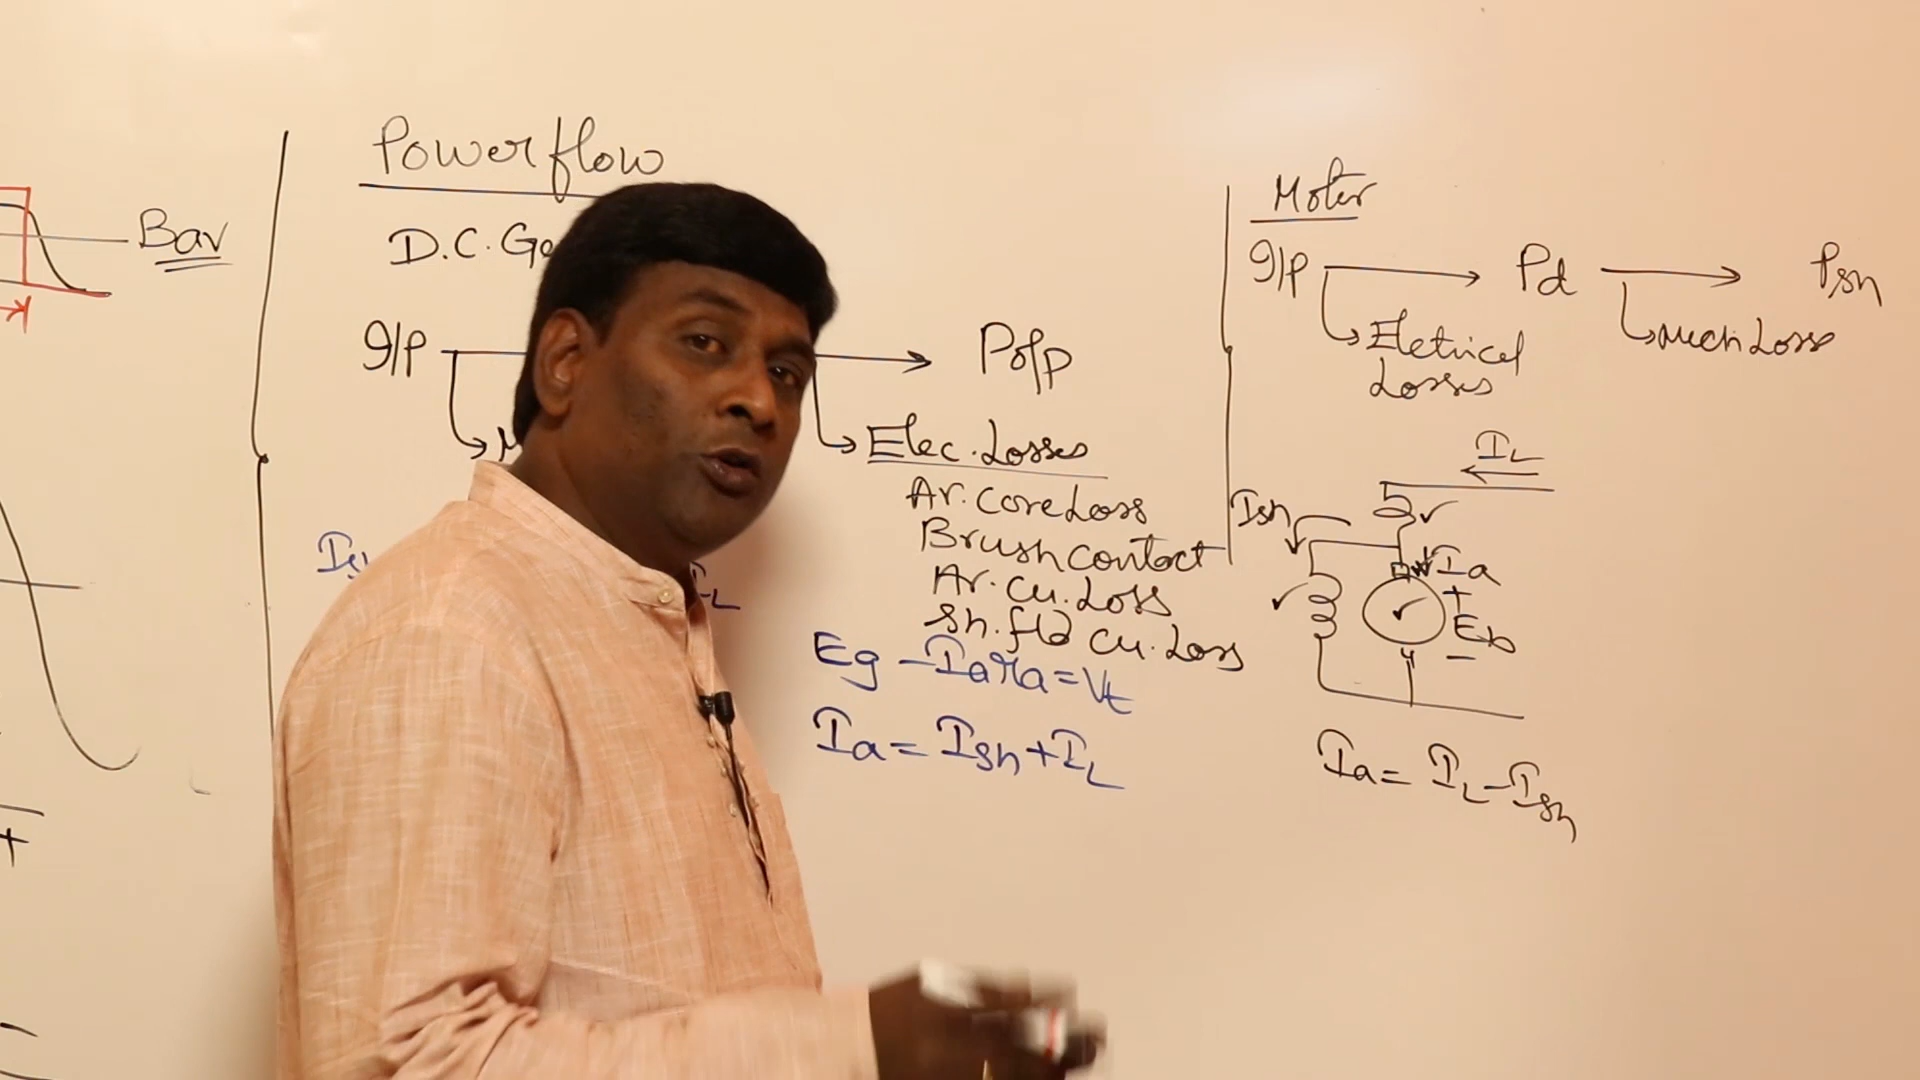 Bav
Power flow
D.C. Ge
I/p
Po/p
Elec. Losses
Ar. Core Loss
Brush contact
Ar. Cu. Loss
Sh. fld cu. Loss
IL
Eg - Iara = Vt
Ia = Ish + IL
Motor
I/p
Pd
Psh
Eletrical
Losses
Mech Loss
IL
Ish
Ia
+
Eb
-
Ia = IL - Ish
+